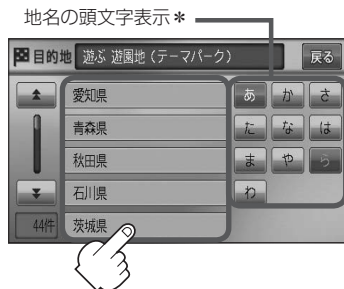 地名の頭文字表示＊
目的地 遊ぶ 遊園地（テーマパーク） 戻る
愛知県 あ か さ
青森県 た な は
秋田県 ま や ら
石川県 わ
44件 茨城県